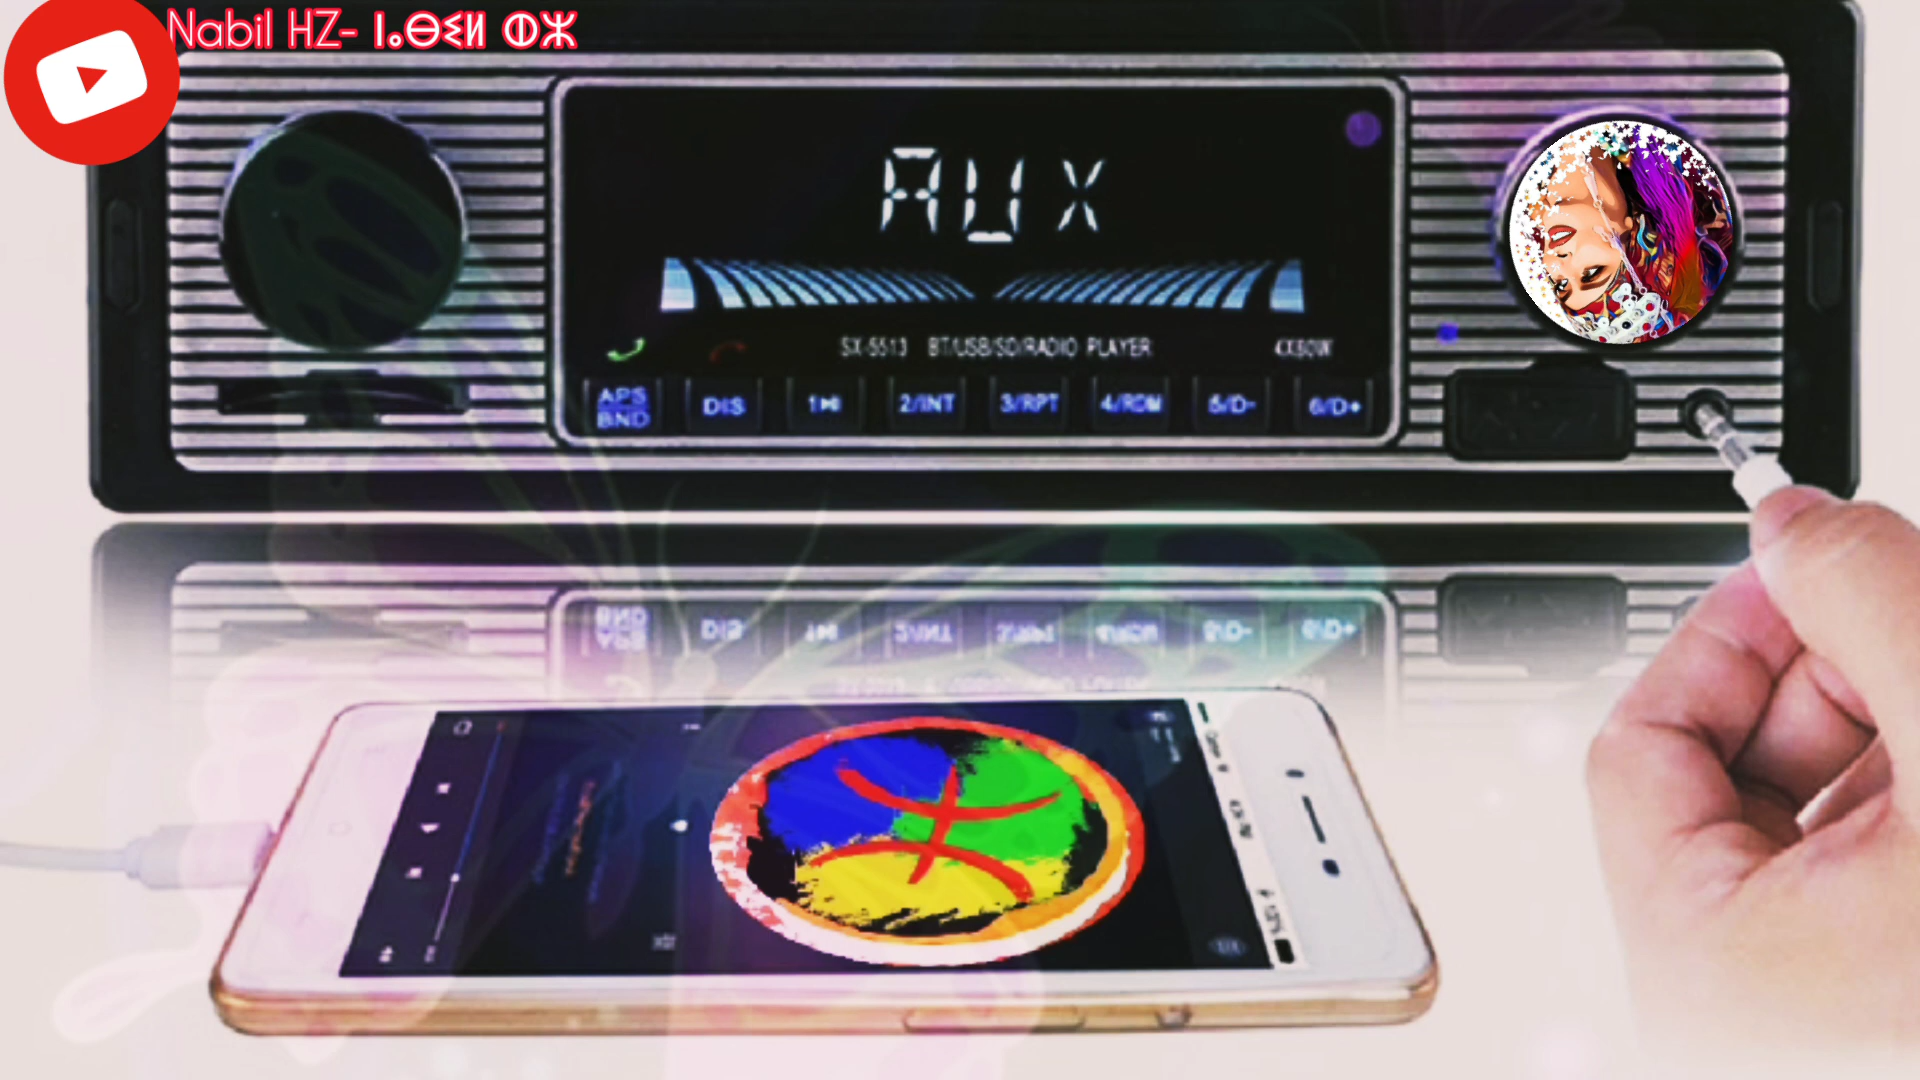 Nabil HZ- ⵏⴰⴱⵉⵍ ⵀⵣ
AUX
SX-5513 BT/USB/SD/RADIO PLAYER 4X60W
APS BND DIS 1 2/INT 3/RPT 4/RDM 5/D- 6/D+